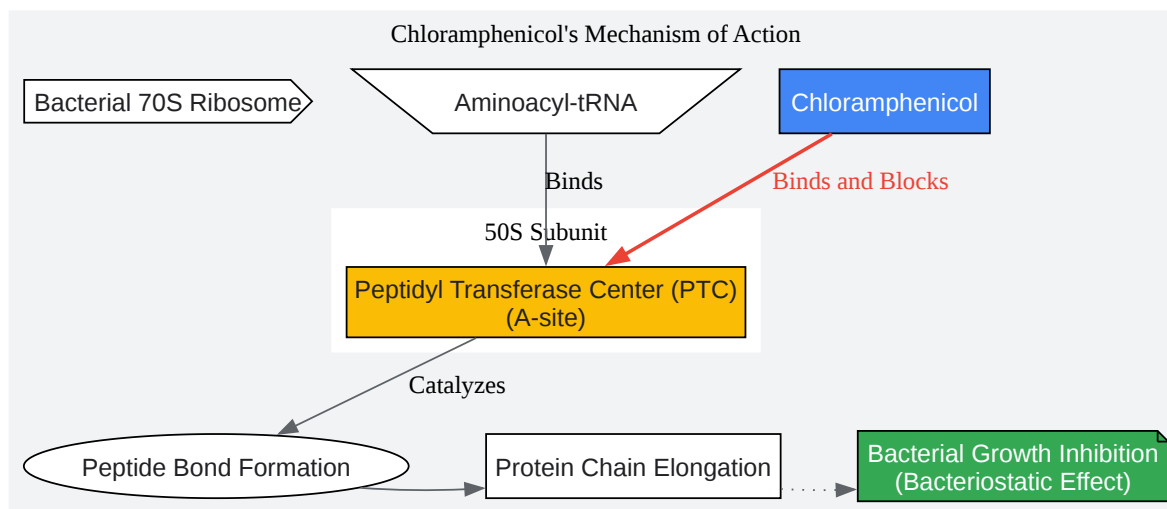 Chloramphenicol's Mechanism of Action
Bacterial 70S Ribosome
Aminoacyl-tRNA
Chloramphenicol
Binds
Binds and Blocks
50S Subunit
Peptidyl Transferase Center (PTC)
(A-site)
Catalyzes
Peptide Bond Formation
Protein Chain Elongation
Bacterial Growth Inhibition
(Bacteriostatic Effect)